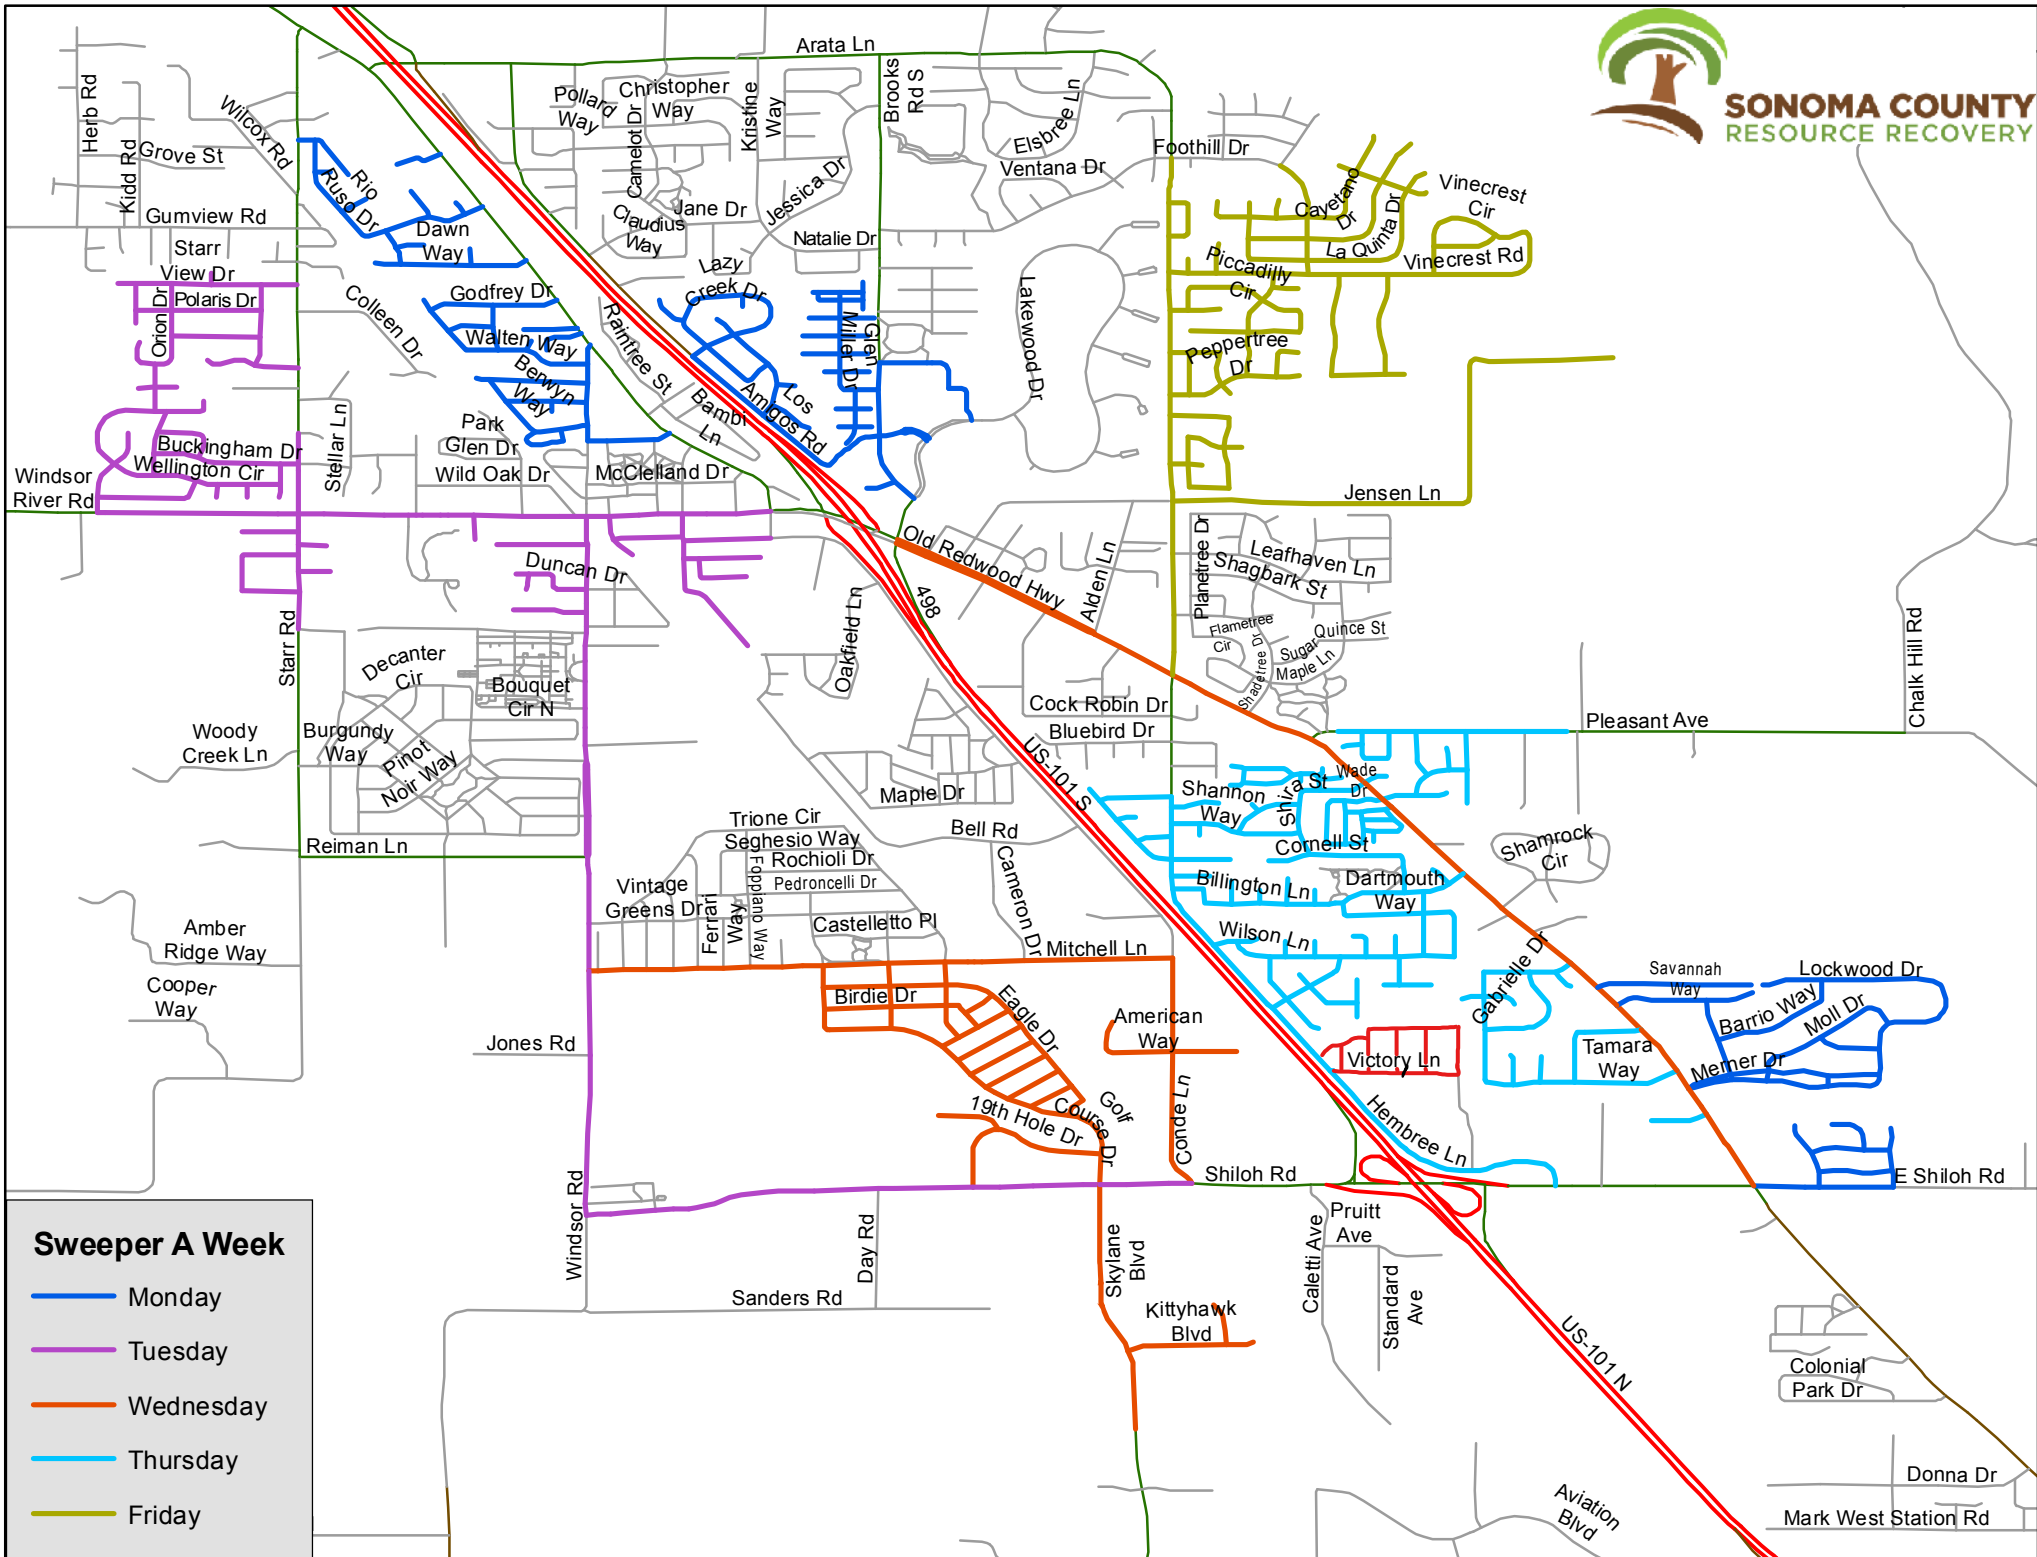 SONOMA COUNTY
RESOURCE RECOVERY
Arata Ln
Herb Rd
Kidd Rd
Grove St
Wilcox Rd
Gumview Rd
Rio
Ruso Dr
Dawn
Way
Pollard
Way
Christopher
Way
Camelot Dr
Kristine
Way
Brooks
Rd S
Elsbree Ln
Ventana Dr
Foothill Dr
Jessica Dr
Jane Dr
Claudius
Way
Natalie Dr
Cayetano
Dr
La Quinta Dr
Vinecrest
Cir
Vinecrest Rd
Piccadilly
Cir
Peppertree
Dr
Starr
View Dr
Polaris Dr
Orion Dr
Colleen Dr
Godfrey Dr
Walten Way
Berwyn
Way
Raintree St
Bambi
Ln
Lazy
Creek Dr
Los
Amigos Rd
Glen
Miller Dr
Lakewood Dr
Park
Glen Dr
Stellar Ln
Wild Oak Dr
McClelland Dr
Buckingham Dr
Wellington Cir
Windsor
River Rd
Jensen Ln
Duncan Dr
Old Redwood Hwy
498
Alden Ln
Planetree Dr
Leafhaven Ln
Shagbark St
Flametree
Cir
Shadetree Dr
Sugar
Maple Ln
Quince St
Chalk Hill Rd
Starr Rd
Decanter
Cir
Bouquet
Cir N
Oakfield Ln
Cock Robin Dr
Bluebird Dr
Pleasant Ave
Woody
Creek Ln
Burgundy
Way
Pinot
Noir Way
US-101 S
Maple Dr
Shannon
Way
Shira St
Wade
Dr
Cornell St
Shamrock
Cir
Reiman Ln
Trione Cir
Seghesio Way
Rochioli Dr
Pedroncelli Dr
Foppiano Way
Bell Rd
Cameron Dr
Vintage
Greens Dr
Ferrari
Way
Castelletto Pl
Billington Ln
Dartmouth
Way
Wilson Ln
Mitchell Ln
Amber
Ridge Way
Cooper
Way
Jones Rd
Birdie Dr
Eagle Dr
American
Way
Gabrielle Dr
Savannah
Way
Lockwood Dr
Barrio Way
Moll Dr
Merner Dr
Tamara
Way
Victory Ln
Hembree Ln
19th Hole Dr
Golf
Course Dr
Conde Ln
Shiloh Rd
E Shiloh Rd
Windsor Rd
Day Rd
Skylane
Blvd
Caletti Ave
Pruitt
Ave
Standard
Ave
Sanders Rd
Kittyhawk
Blvd
US-101 N
Colonial
Park Dr
Donna Dr
Mark West Station Rd
Aviation
Blvd
Sweeper A Week
Monday
Tuesday
Wednesday
Thursday
Friday